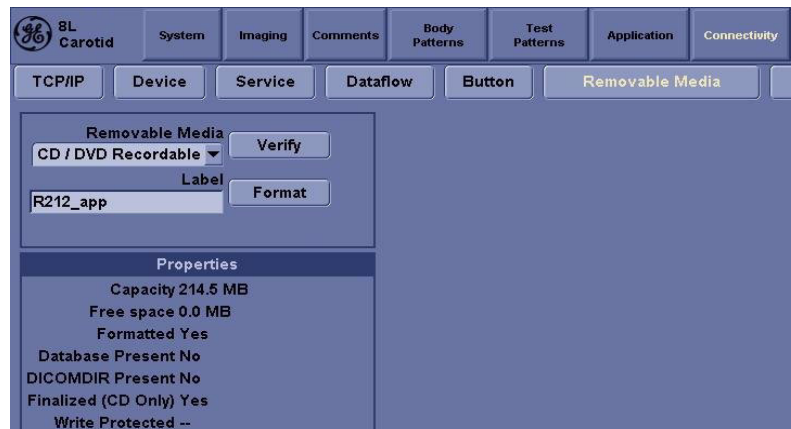 8L
Carotid
System
Imaging
Comments
Body
Patterns
Test
Patterns
Application
Connectivity
TCP/IP
Device
Service
Dataflow
Button
Removable Media
Removable Media
CD / DVD Recordable
Verify
Label
R212_app
Format
Properties
Capacity 214.5 MB
Free space 0.0 MB
Formatted Yes
Database Present No
DICOMDIR Present No
Finalized (CD Only) Yes
Write Protected --